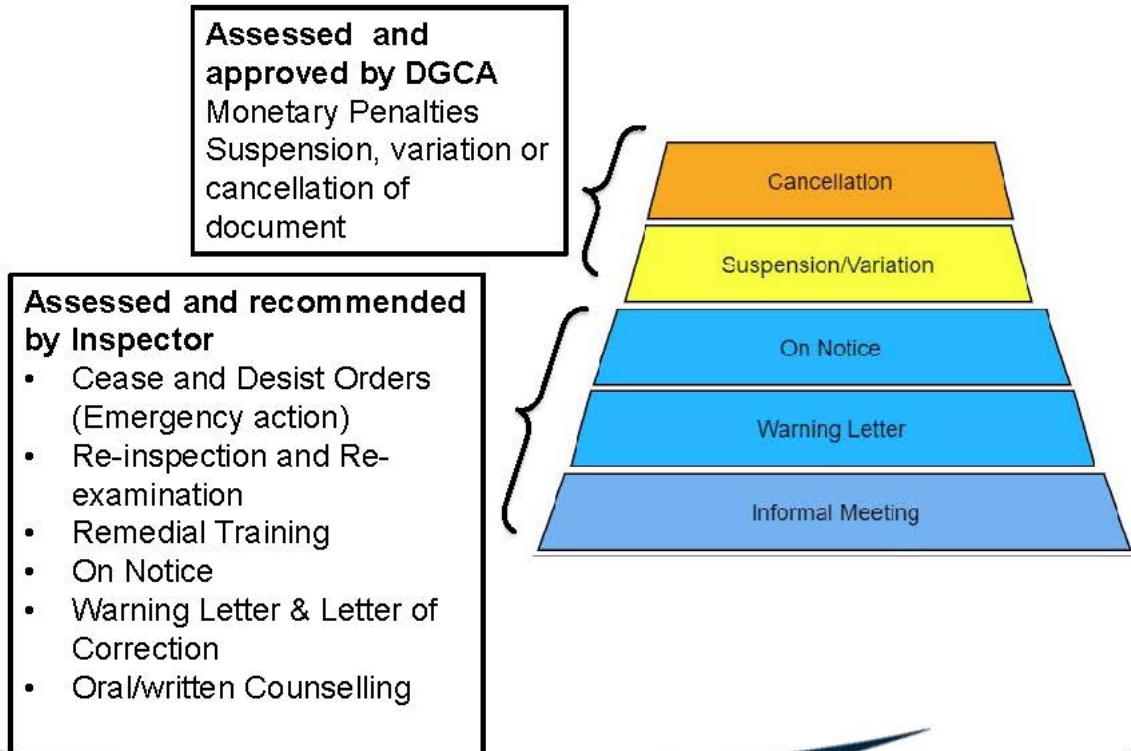 Assessed and
approved by DGCA
Monetary Penalties
Suspension, variation or
cancellation of
document
Cancellation
Suspension/Variation
Assessed and recommended
by Inspector
• Cease and Desist Orders
(Emergency action)
• Re-inspection and Re-
examination
• Remedial Training
• On Notice
• Warning Letter & Letter of
Correction
• Oral/written Counselling
On Notice
Warning Letter
Informal Meeting